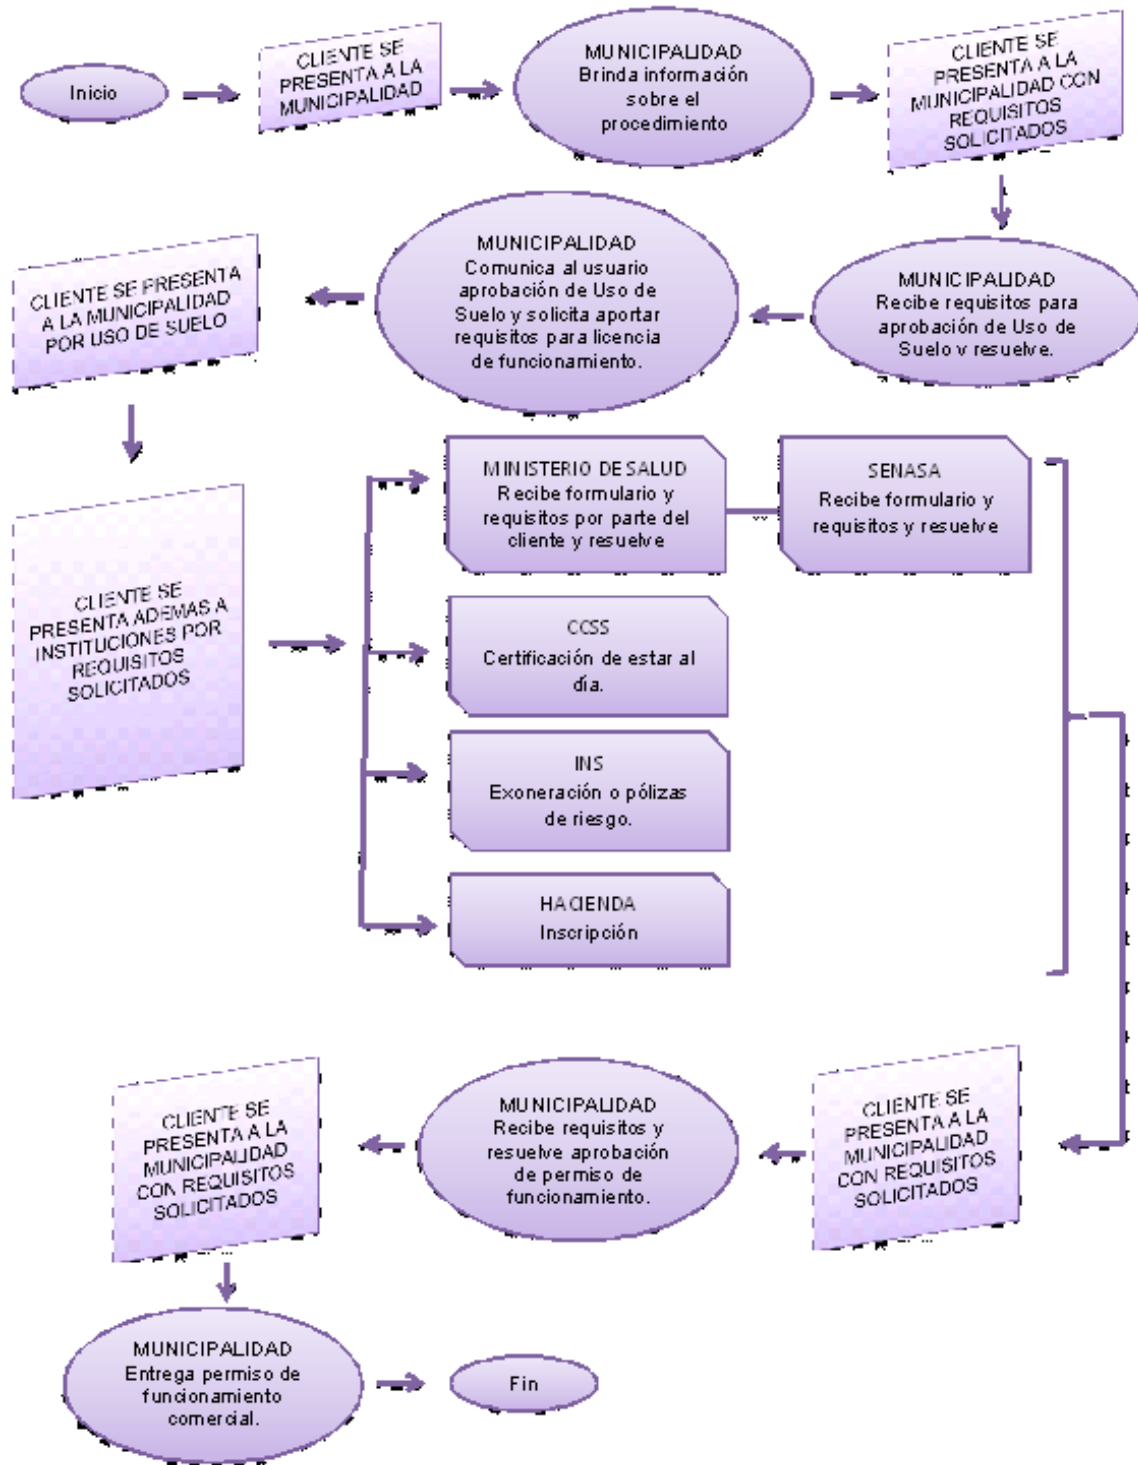 Inicio
CLIENTE SE
PRESENTA A LA
MUNICIPALIDAD
MUNICIPALIDAD
Brinda información
sobre el
procedimiento
CLIENTE SE
PRESENTA A LA
MUNICIPALIDAD CON
REQUISITOS
SOLICITADOS
MUNICIPALIDAD
Recibe requisitos para
aprobación de Uso de
Suelo y resuelve.
MUNICIPALIDAD
Comunica al usuario
aprobación de Uso de
Suelo y solicita aportar
requisitos para licencia
de funcionamiento.
CLIENTE SE PRESENTA
A LA MUNICIPALIDAD
POR USO DE SUELO
CLIENTE SE
PRESENTA ADEMAS A
INSTITUCIONES POR
REQUISITOS
SOLICITADOS
MINISTERIO DE SALUD
Recibe formulario y
requisitos por parte del
cliente y resuelve
SENASA
Recibe formulario y
requisitos y resuelve
CCSS
Certificación de estar al
día.
INS
Exoneración o pólizas
de riesgo.
HACIENDA
Inscripción
CLIENTE SE
PRESENTA A LA
MUNICIPALIDAD
CON REQUISITOS
SOLICITADOS
MUNICIPALIDAD
Recibe requisitos y
resuelve aprobación
de permiso de
funcionamiento.
CLIENTE SE
PRESENTA A LA
MUNICIPALIDAD
CON REQUISITOS
SOLICITADOS
MUNICIPALIDAD
Entrega permiso de
funcionamiento
comercial.
Fin